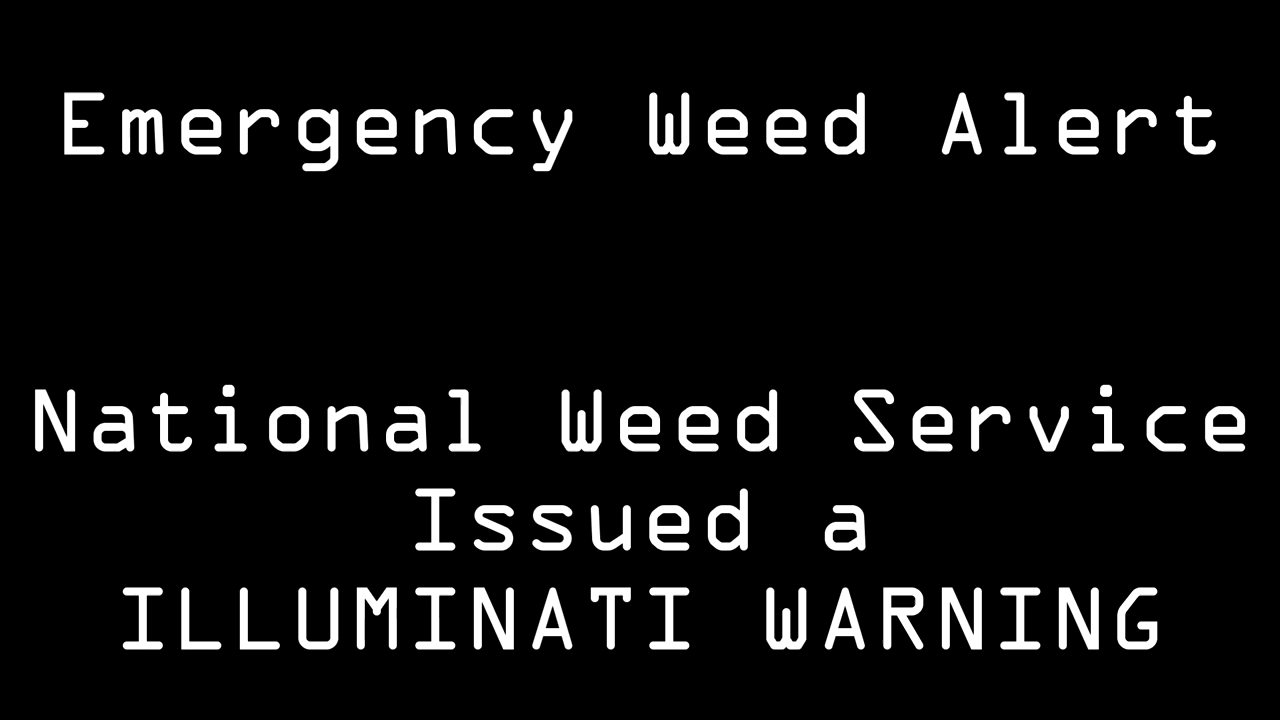 Emergency Weed Alert
National Weed Service
Issued a
ILLUMINATI WARNING